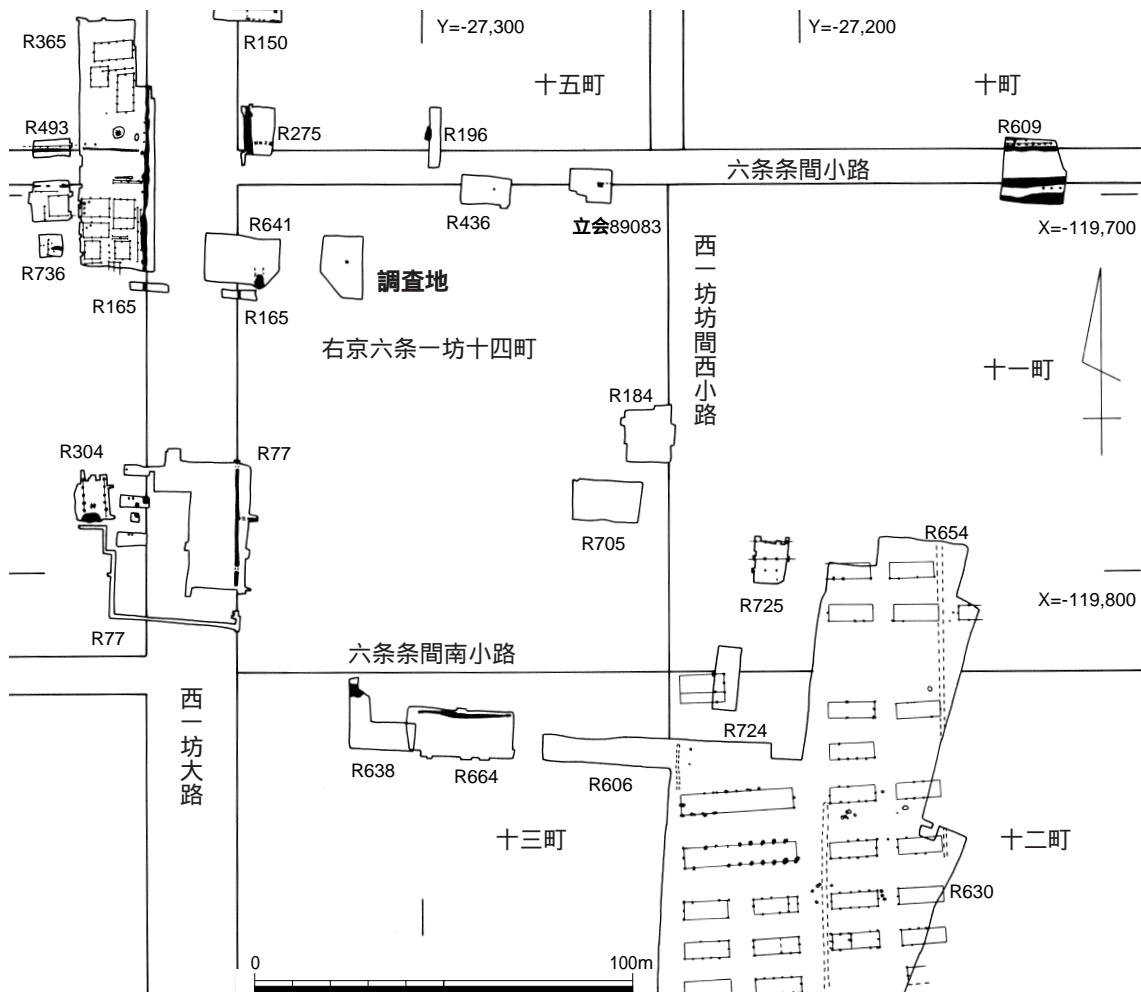 R365
R150
Y=-27,300
Y=-27,200
十五町
十町
R493
R275
R196
R609
六条条間小路
R436
立会89083
R641
X=-119,700
R736
調査地
R165
R165
西一坊坊間西小路
右京六条一坊十四町
十一町
R184
R304
R77
R705
R654
R725
X=-119,800
R77
六条条間南小路
西一坊大路
R724
R638
R664
R606
十三町
十二町
R630
0
100m